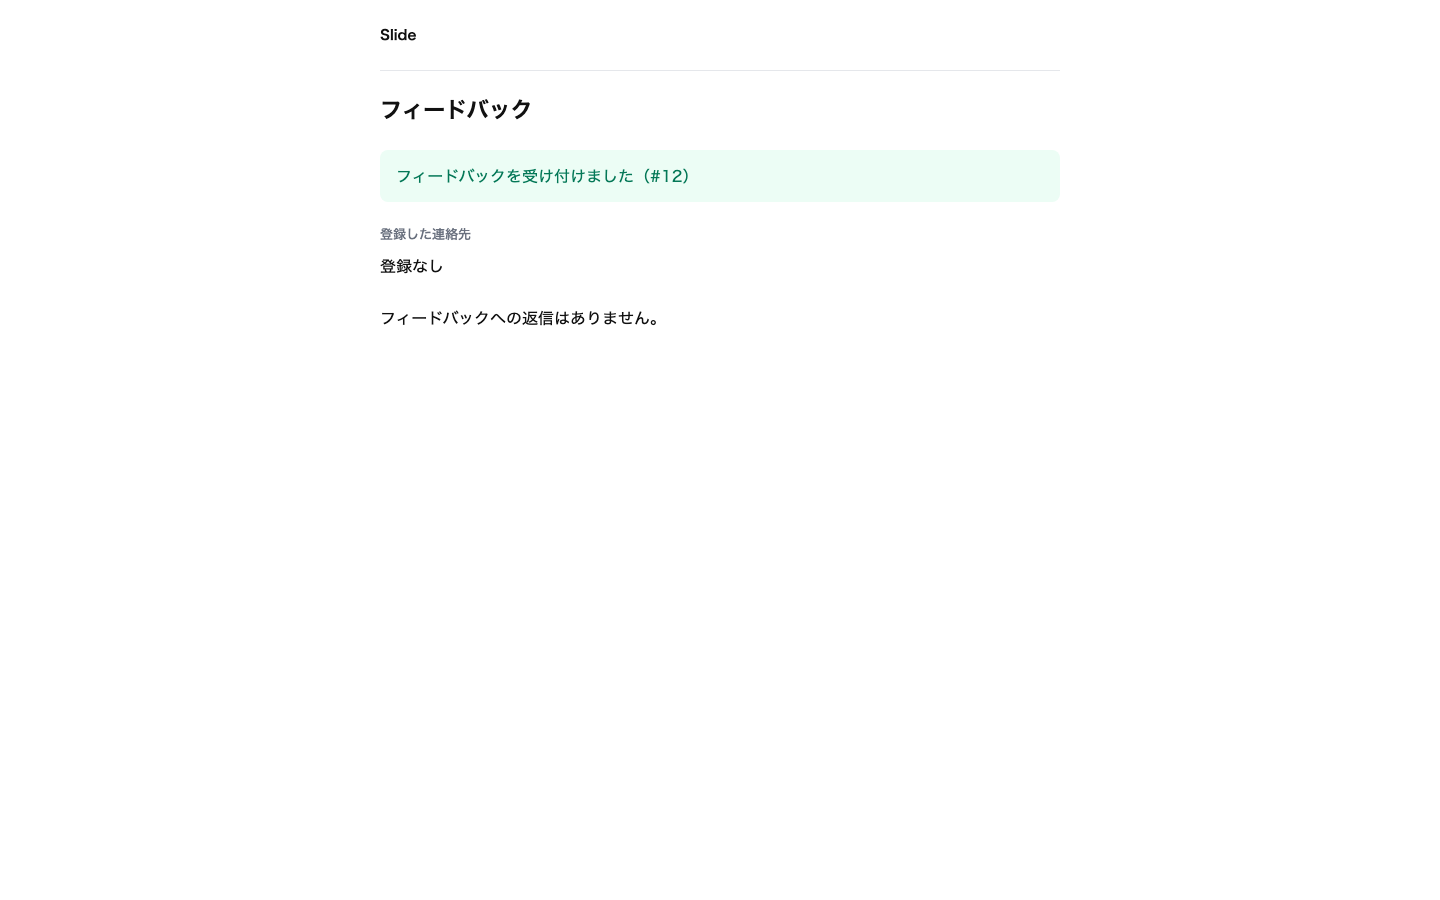 Slide
フィードバック
フィードバックを受け付けました（#12）
登録した連絡先
登録なし
フィードバックへの返信はありません。